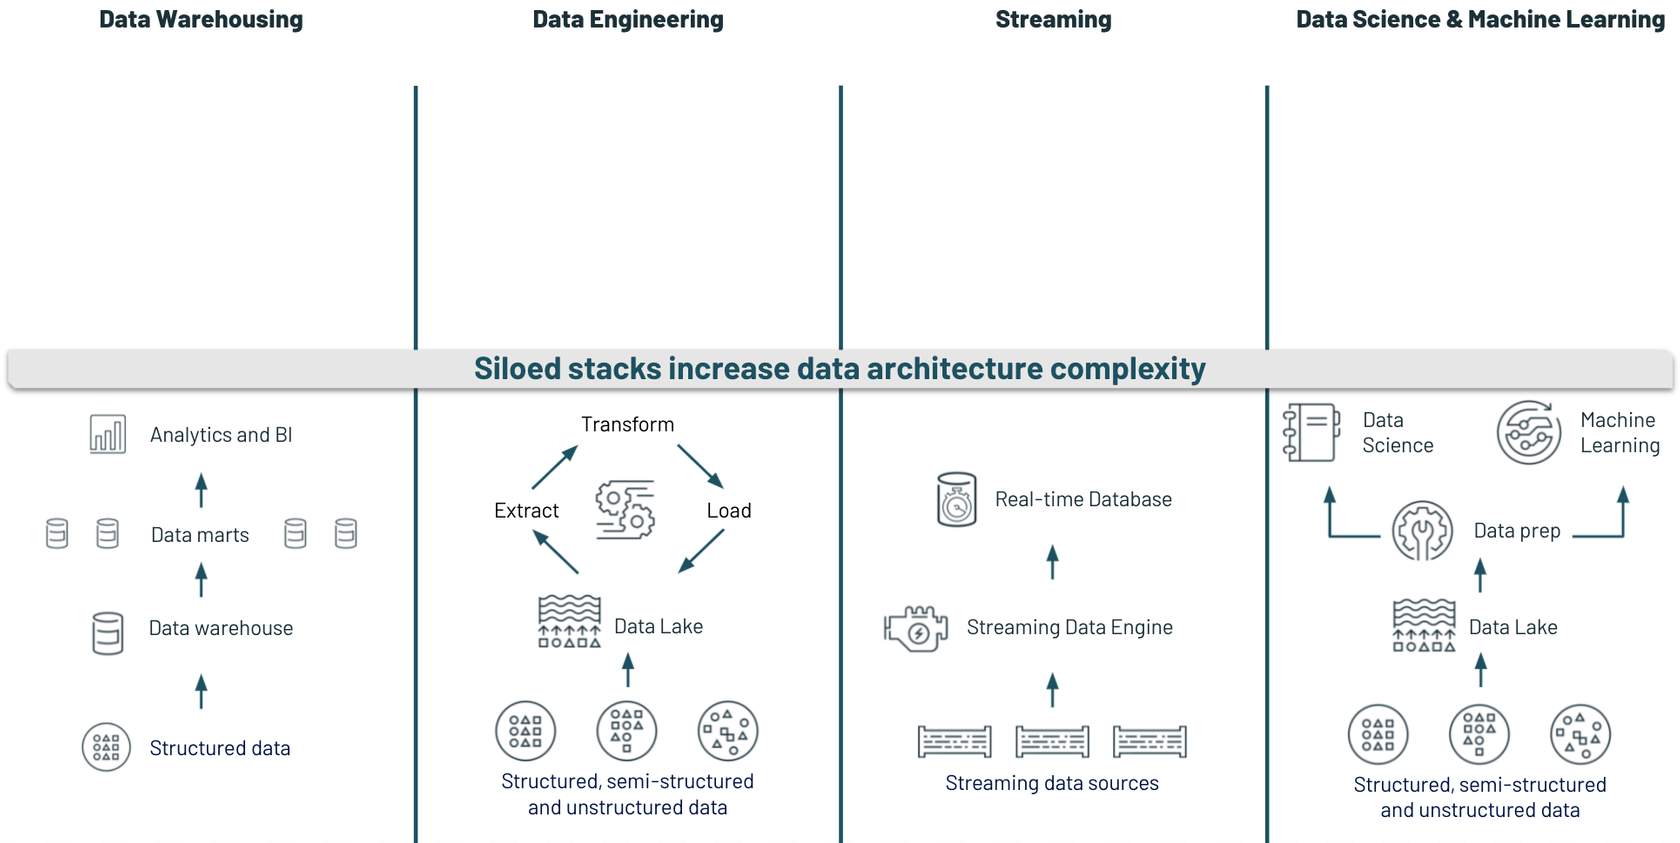 Data Warehousing
Data Engineering
Streaming
Data Science & Machine Learning
Siloed stacks increase data architecture complexity
Analytics and BI
Data marts
Data warehouse
Structured data
Transform
Extract
Load
Data Lake
Structured, semi-structured
and unstructured data
Real-time Database
Streaming Data Engine
Streaming data sources
Data
Science
Machine
Learning
Data prep
Data Lake
Structured, semi-structured
and unstructured data